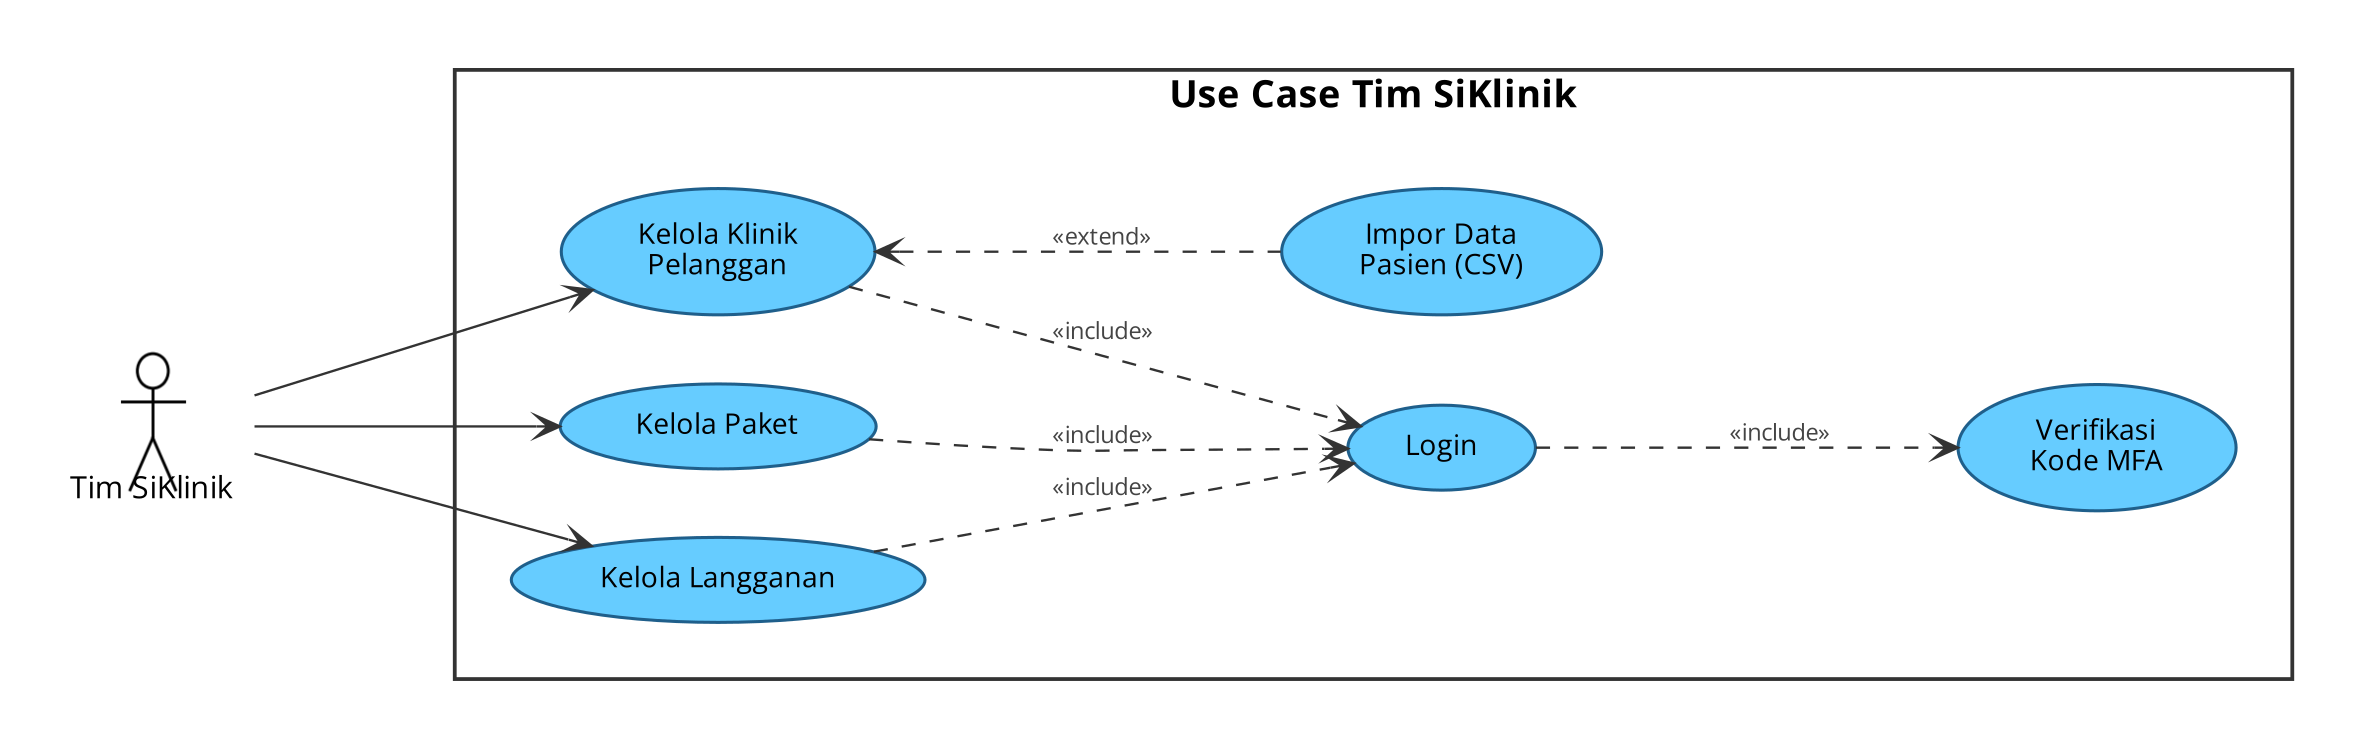 Use Case Tim SiKlinik
Kelola Klinik
Pelanggan
«extend»
Impor Data
Pasien (CSV)
«include»
Kelola Paket
«include»
Login
«include»
Verifikasi
Kode MFA
Tim SiKlinik
«include»
Kelola Langganan